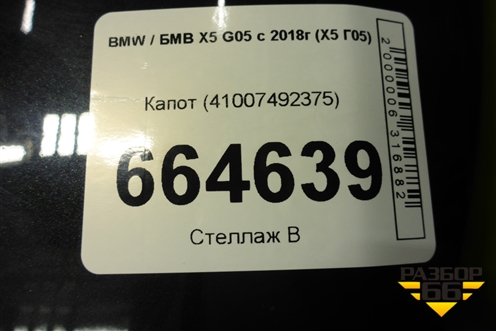 BMW / БМВ X5 G05 с 2018г (X5 Г05)
Капот (41007492375)
664639
Стеллаж В
2000006316882
РАЗБОР
66